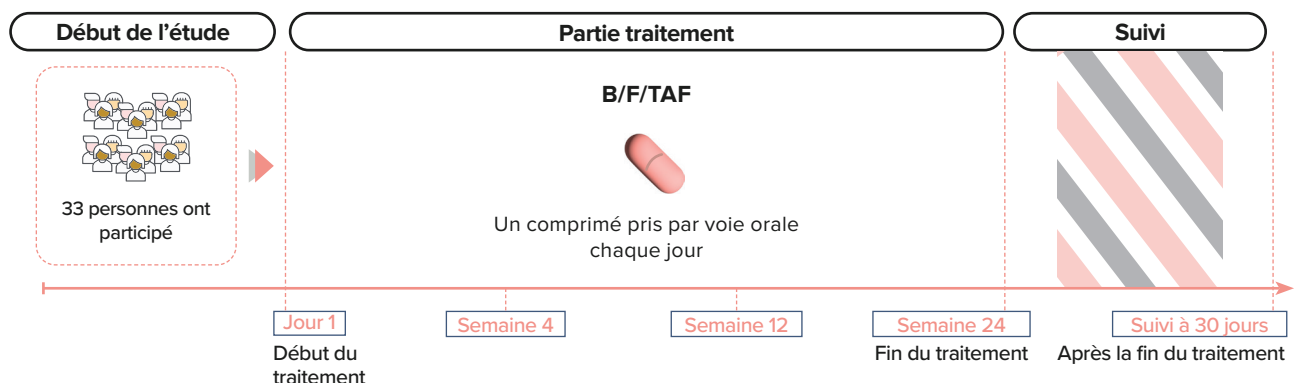 Début de l'étude
Partie traitement
Suivi
33 personnes ont
participé
B/F/TAF
Un comprimé pris par voie orale
chaque jour
Jour 1
Début du
traitement
Semaine 4
Semaine 12
Semaine 24
Fin du traitement
Suivi à 30 jours
Après la fin du traitement